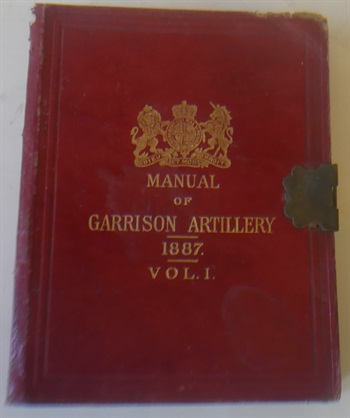 MANUAL
OF
GARRISON ARTILLERY
1887.
VOL. I.